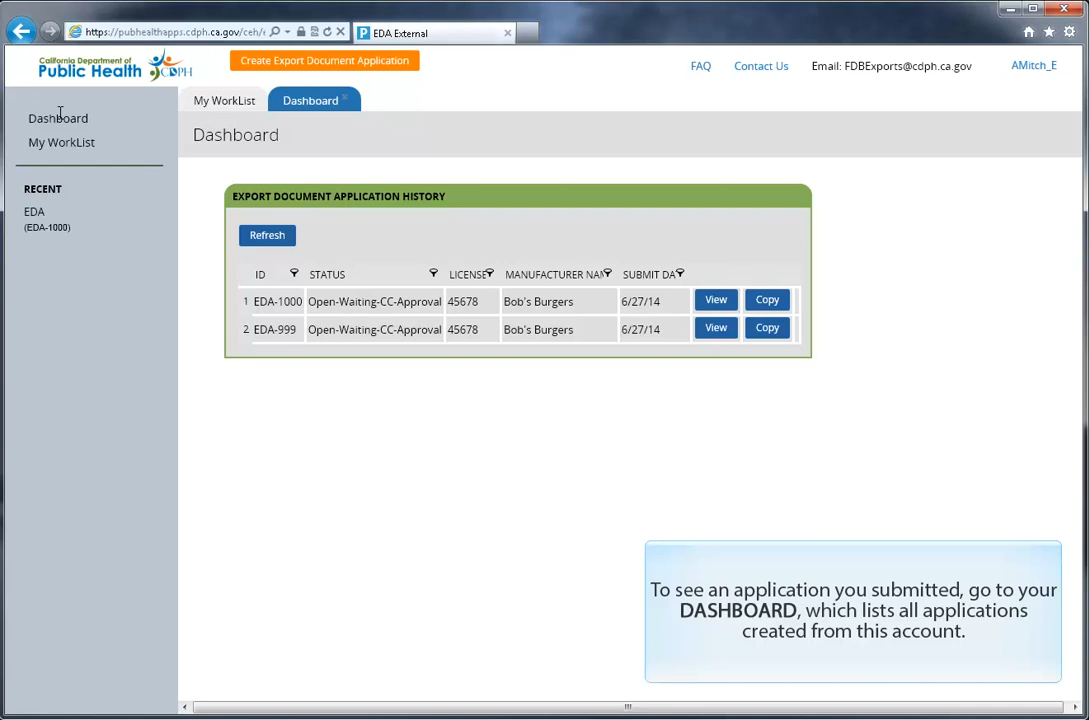 https://pubhealthapps.cdph.ca.gov/ceh/
EDA External
California Department of
Public Health
CDPH
Create Export Document Application
FAQ
Contact Us
Email: FDBExports@cdph.ca.gov
AMitch_E
Dashboard
My WorkList
RECENT
EDA
(EDA-1000)
My WorkList
Dashboard
Dashboard
EXPORT DOCUMENT APPLICATION HISTORY
Refresh
ID STATUS LICENSE MANUFACTURER NAM SUBMIT DA
1 EDA-1000 Open-Waiting-CC-Approval 45678 Bob's Burgers 6/27/14 View Copy
2 EDA-999 Open-Waiting-CC-Approval 45678 Bob's Burgers 6/27/14 View Copy
To see an application you submitted, go to your
DASHBOARD, which lists all applications
created from this account.